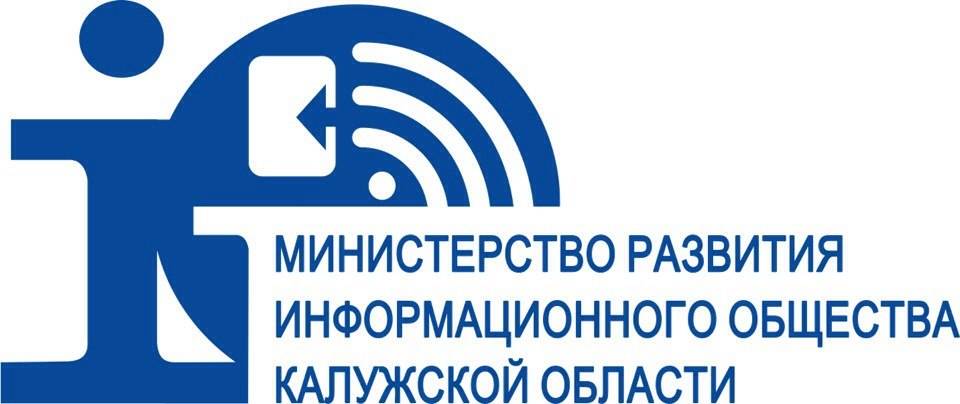 МИНИСТЕРСТВО РАЗВИТИЯ
ИНФОРМАЦИОННОГО ОБЩЕСТВА
КАЛУЖСКОЙ ОБЛАСТИ